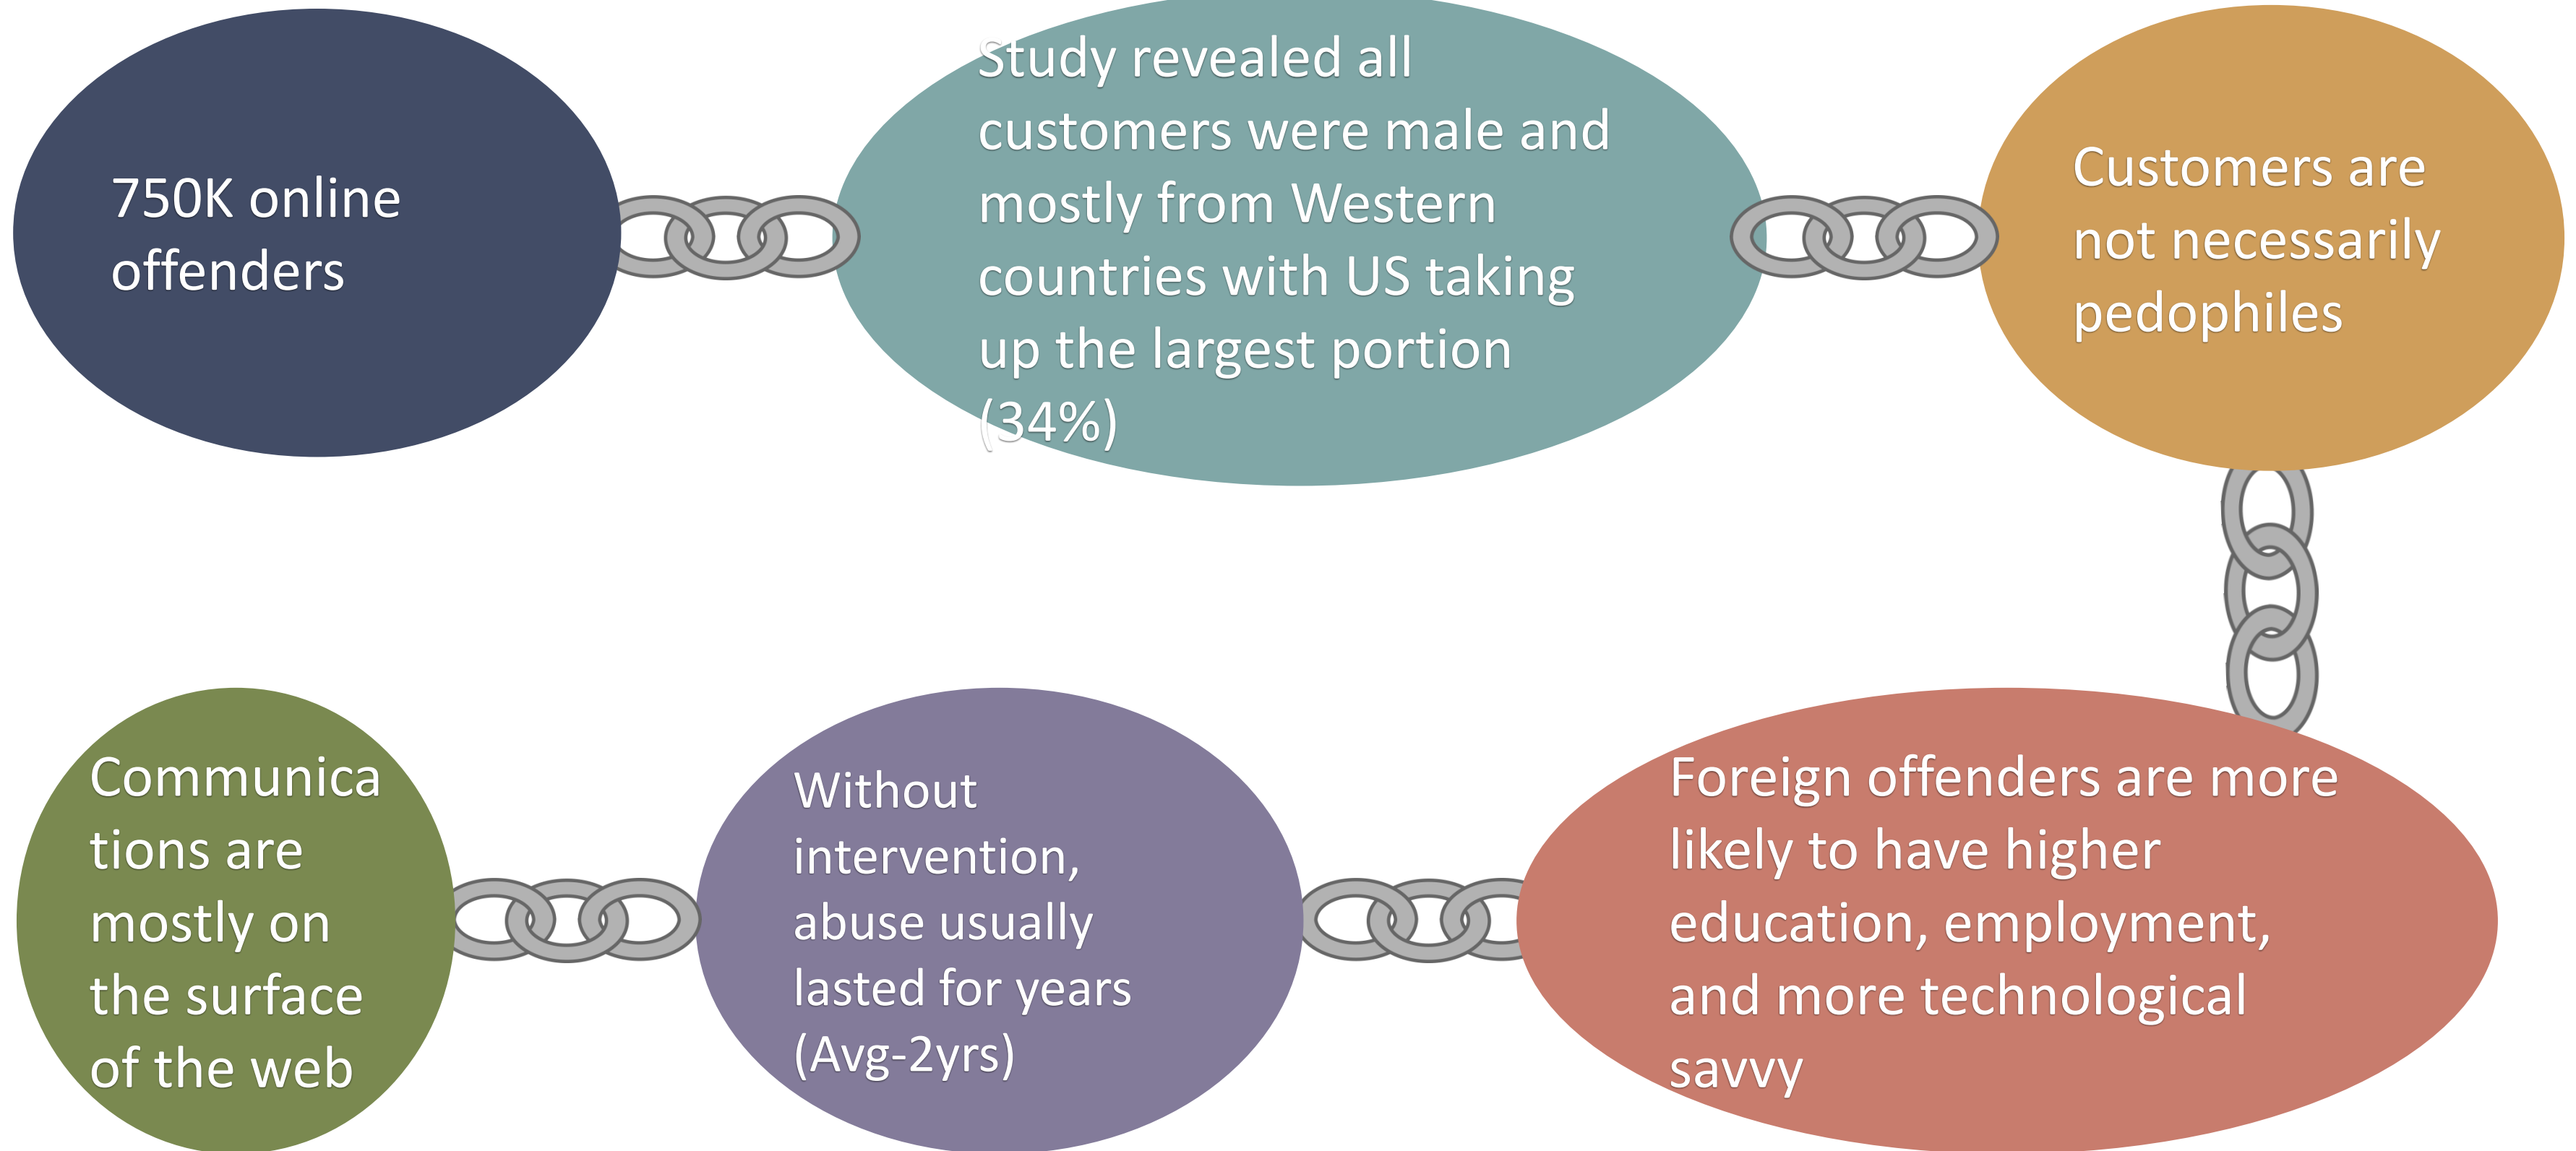 750K online
offenders
Study revealed all
customers were male and
mostly from Western
countries with US taking
up the largest portion
(34%)
Customers are
not necessarily
pedophiles
Foreign offenders are more
likely to have higher
education, employment,
and more technological
savvy
Without
intervention,
abuse usually
lasted for years
(Avg-2yrs)
Communica
tions are
mostly on
the surface
of the web